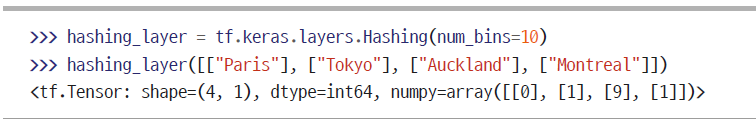 >>> hashing_layer = tf.keras.layers.Hashing(num_bins=10)
>>> hashing_layer([["Paris"], ["Tokyo"], ["Auckland"], ["Montreal"]])
<tf.Tensor: shape=(4, 1), dtype=int64, numpy=array([[0], [1], [9], [1]])>